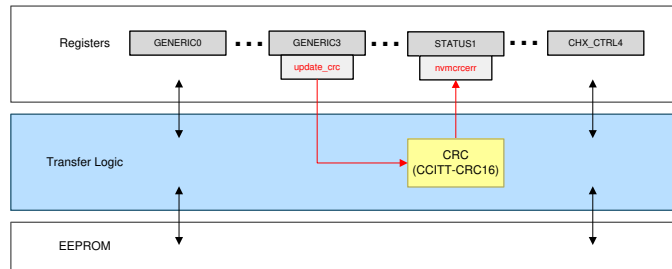 Registers
GENERIC0
GENERIC3
STATUS1
CHX_CTRL4
update_crc
nvmcrcerr
Transfer Logic
CRC
(CCITT-CRC16)
EEPROM